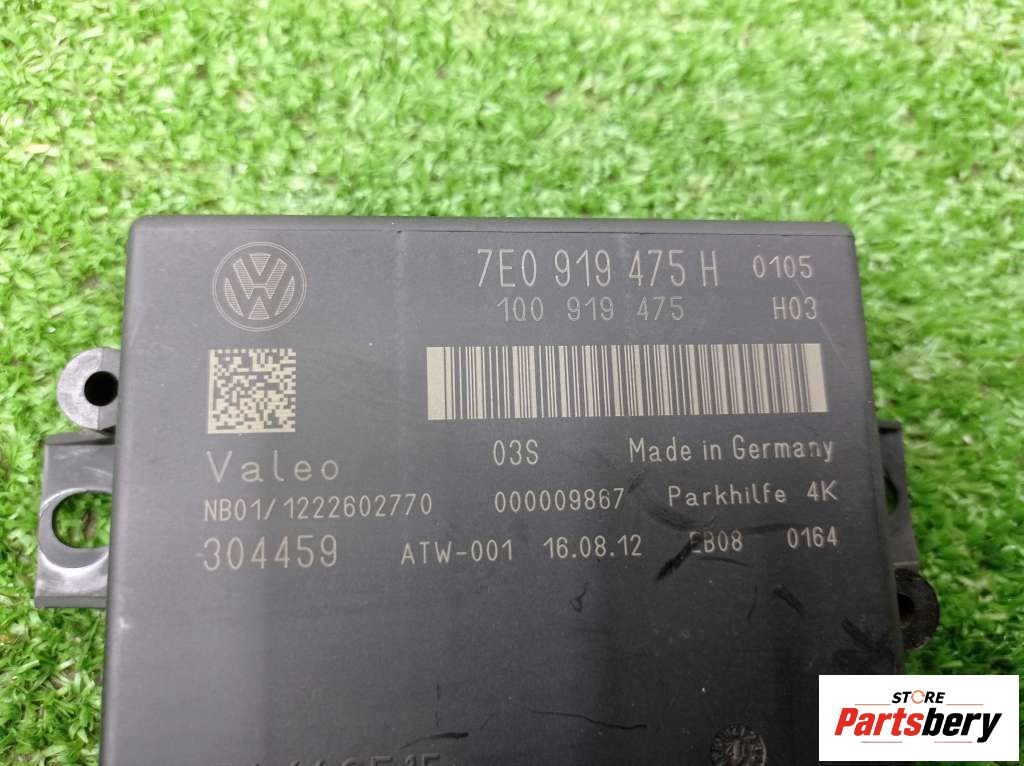 7E0 919 475 H 0105
1Q0 919 475 H03
Valeo 03S Made in Germany
NB01/1222602770 000009867 Parkhilfe 4K
304459 ATW-001 16.08.12 EB08 0164
STORE
Partsbery